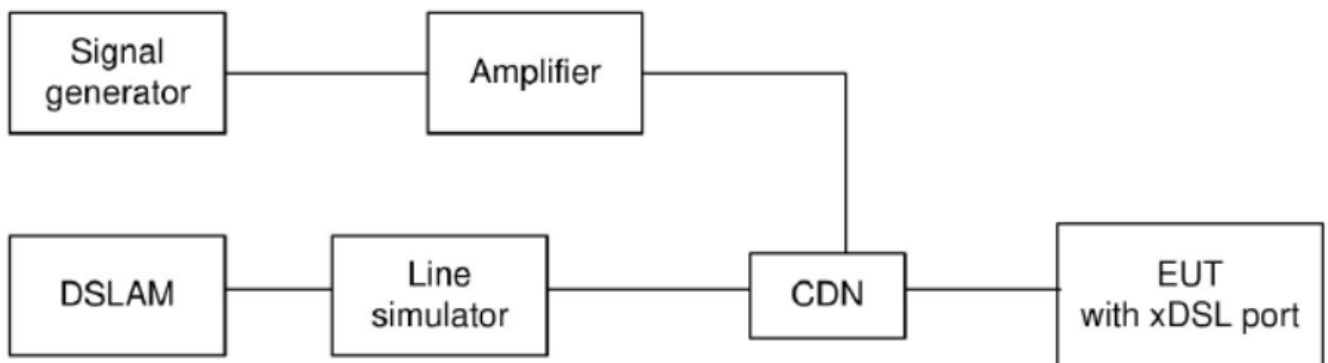 Signal
generator
Amplifier
DSLAM
Line
simulator
CDN
EUT
with xDSL port